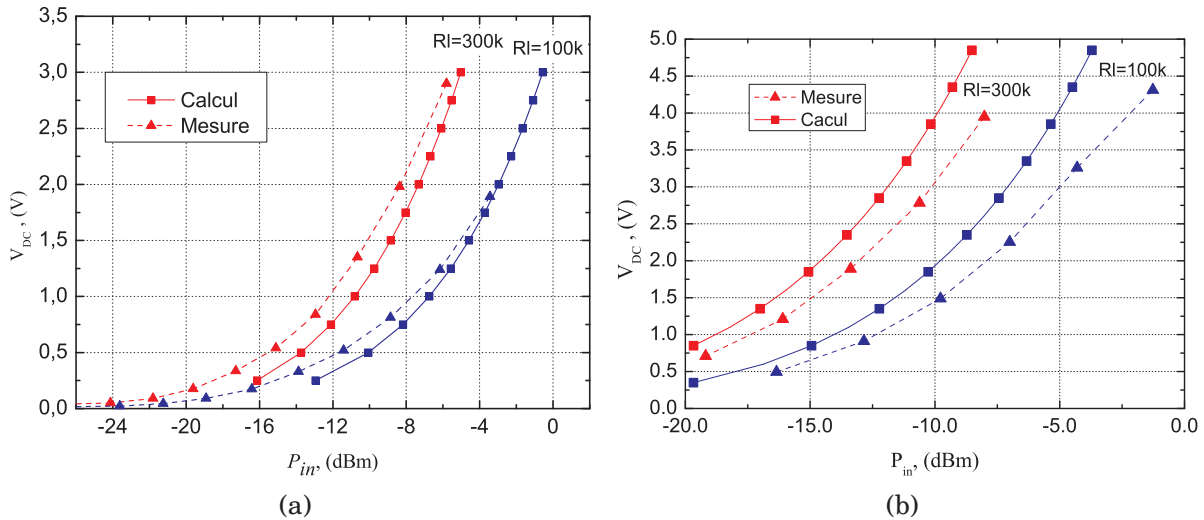 3,5
3.0
2.5
2.0
1.5
1.0
0.5
0.0
V_DC, (V)
Rl=300k
Rl=100k
Calcul
Mesure
-24
-20
-16
-12
-8
-4
0
P_in, (dBm)
(a)
5.0
4.5
4.0
3.5
3.0
2.5
2.0
1.5
1.0
0.5
0.0
V_DC, (V)
Mesure
Cacul
Rl=300k
Rl=100k
-20.0
-15.0
-10.0
-5.0
0.0
P_in, (dBm)
(b)